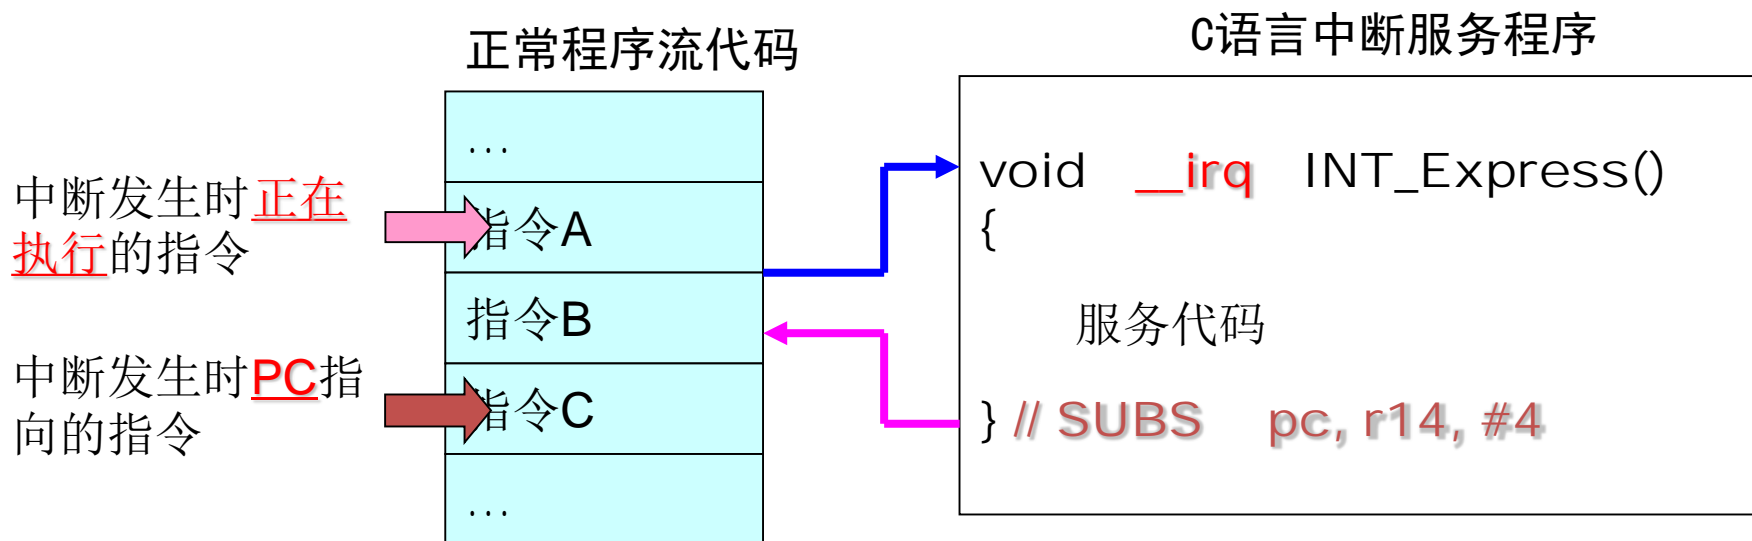 正常程序流代码
C语言中断服务程序
...
中断发生时正在
执行的指令
指令A
指令B
中断发生时PC指
向的指令
指令C
...
void __irq INT_Express()
{
服务代码
} // SUBS pc, r14, #4